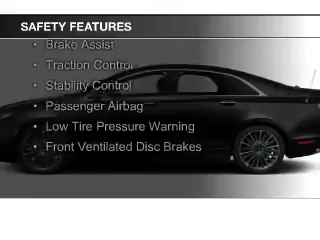 SAFETY FEATURES
• Brake Assist
• Traction Control
• Stability Control
• Passenger Airbag
• Low Tire Pressure Warning
• Front Ventilated Disc Brakes